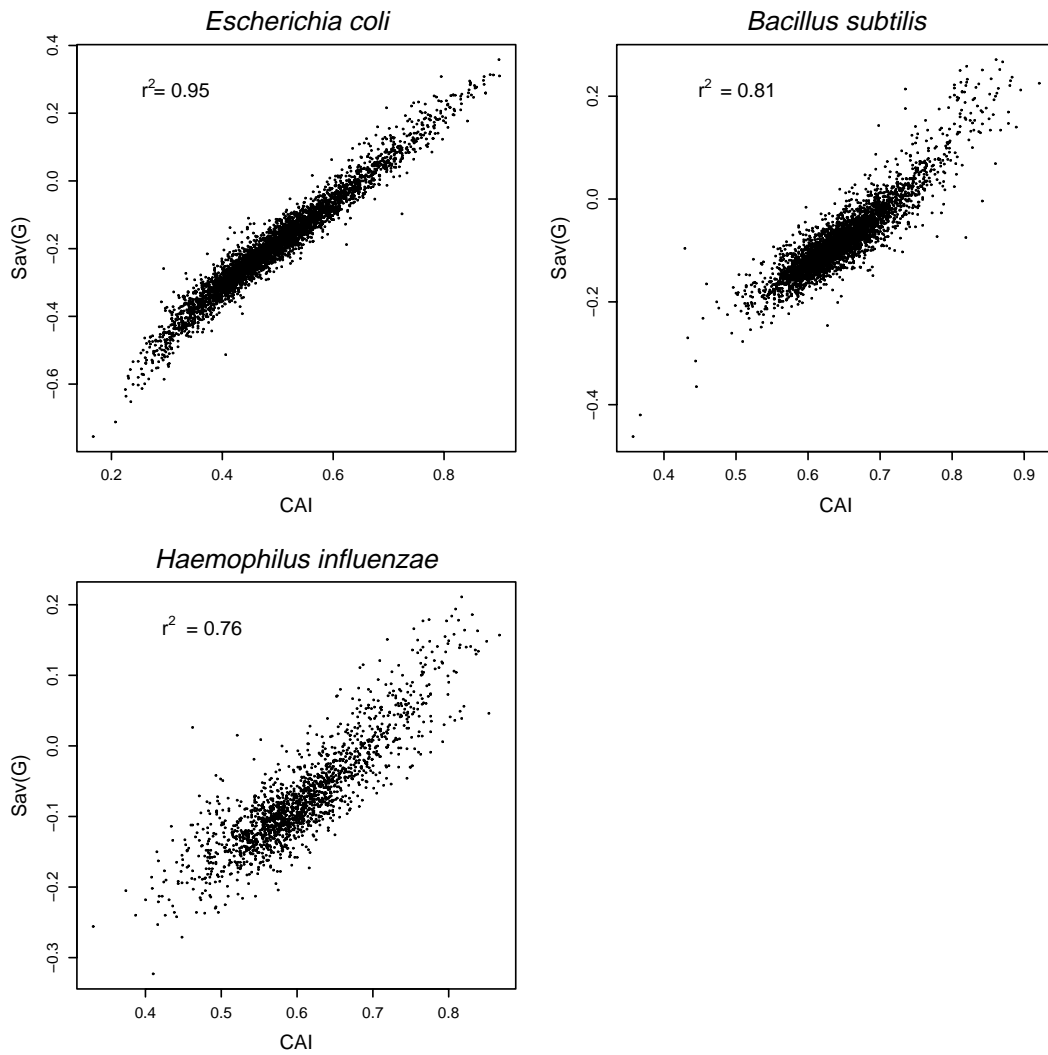 Escherichia coli
r2= 0.95
Sav(G)
0.4
0.2
0.0
−0.2
−0.4
−0.6
0.2 0.4 0.6 0.8
CAI
Bacillus subtilis
r2 = 0.81
Sav(G)
0.2
0.0
−0.2
−0.4
0.4 0.5 0.6 0.7 0.8 0.9
CAI
Haemophilus influenzae
r2 = 0.76
Sav(G)
0.2
0.1
0.0
−0.1
−0.2
−0.3
0.4 0.5 0.6 0.7 0.8
CAI